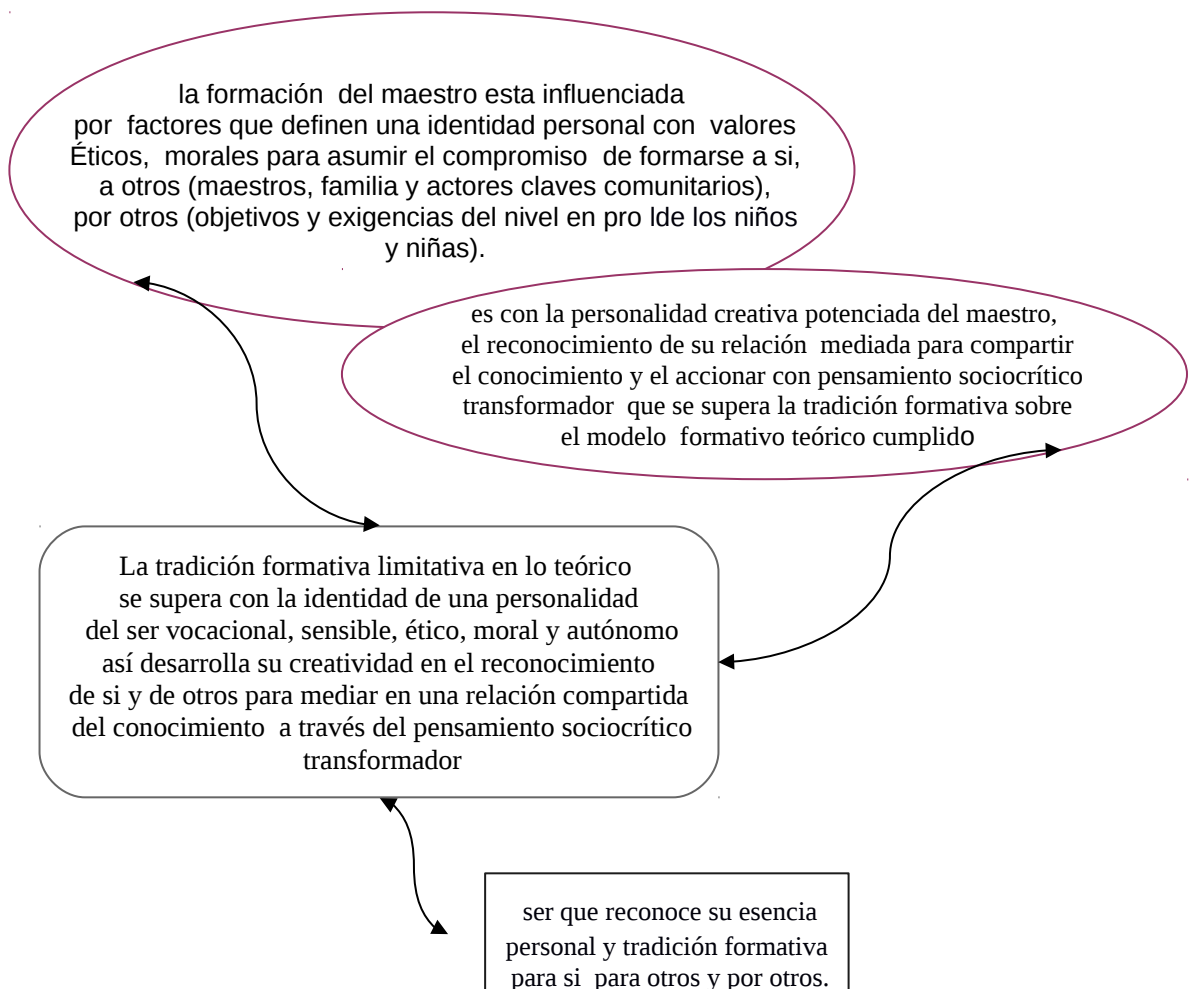 la formación del maestro esta influenciada
por factores que definen una identidad personal con valores
Éticos, morales para asumir el compromiso de formarse a si,
a otros (maestros, familia y actores claves comunitarios),
por otros (objetivos y exigencias del nivel en pro lde los niños
y niñas).
es con la personalidad creativa potenciada del maestro,
el reconocimiento de su relación mediada para compartir
el conocimiento y el accionar con pensamiento sociocrítico
transformador que se supera la tradición formativa sobre
el modelo formativo teórico cumplido
La tradición formativa limitativa en lo teórico
se supera con la identidad de una personalidad
del ser vocacional, sensible, ético, moral y autónomo
así desarrolla su creatividad en el reconocimiento
de si y de otros para mediar en una relación compartida
del conocimiento a través del pensamiento sociocrítico
transformador
ser que reconoce su esencia
personal y tradición formativa
para si para otros y por otros.